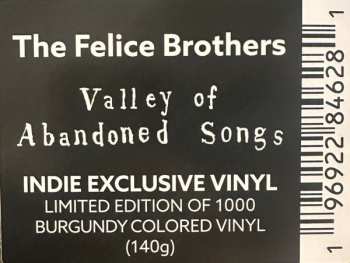 The Felice Brothers
Valley of
Abandoned Songs
INDIE EXCLUSIVE VINYL
LIMITED EDITION OF 1000
BURGUNDY COLORED VINYL
(140g)
1 96922 84628 1